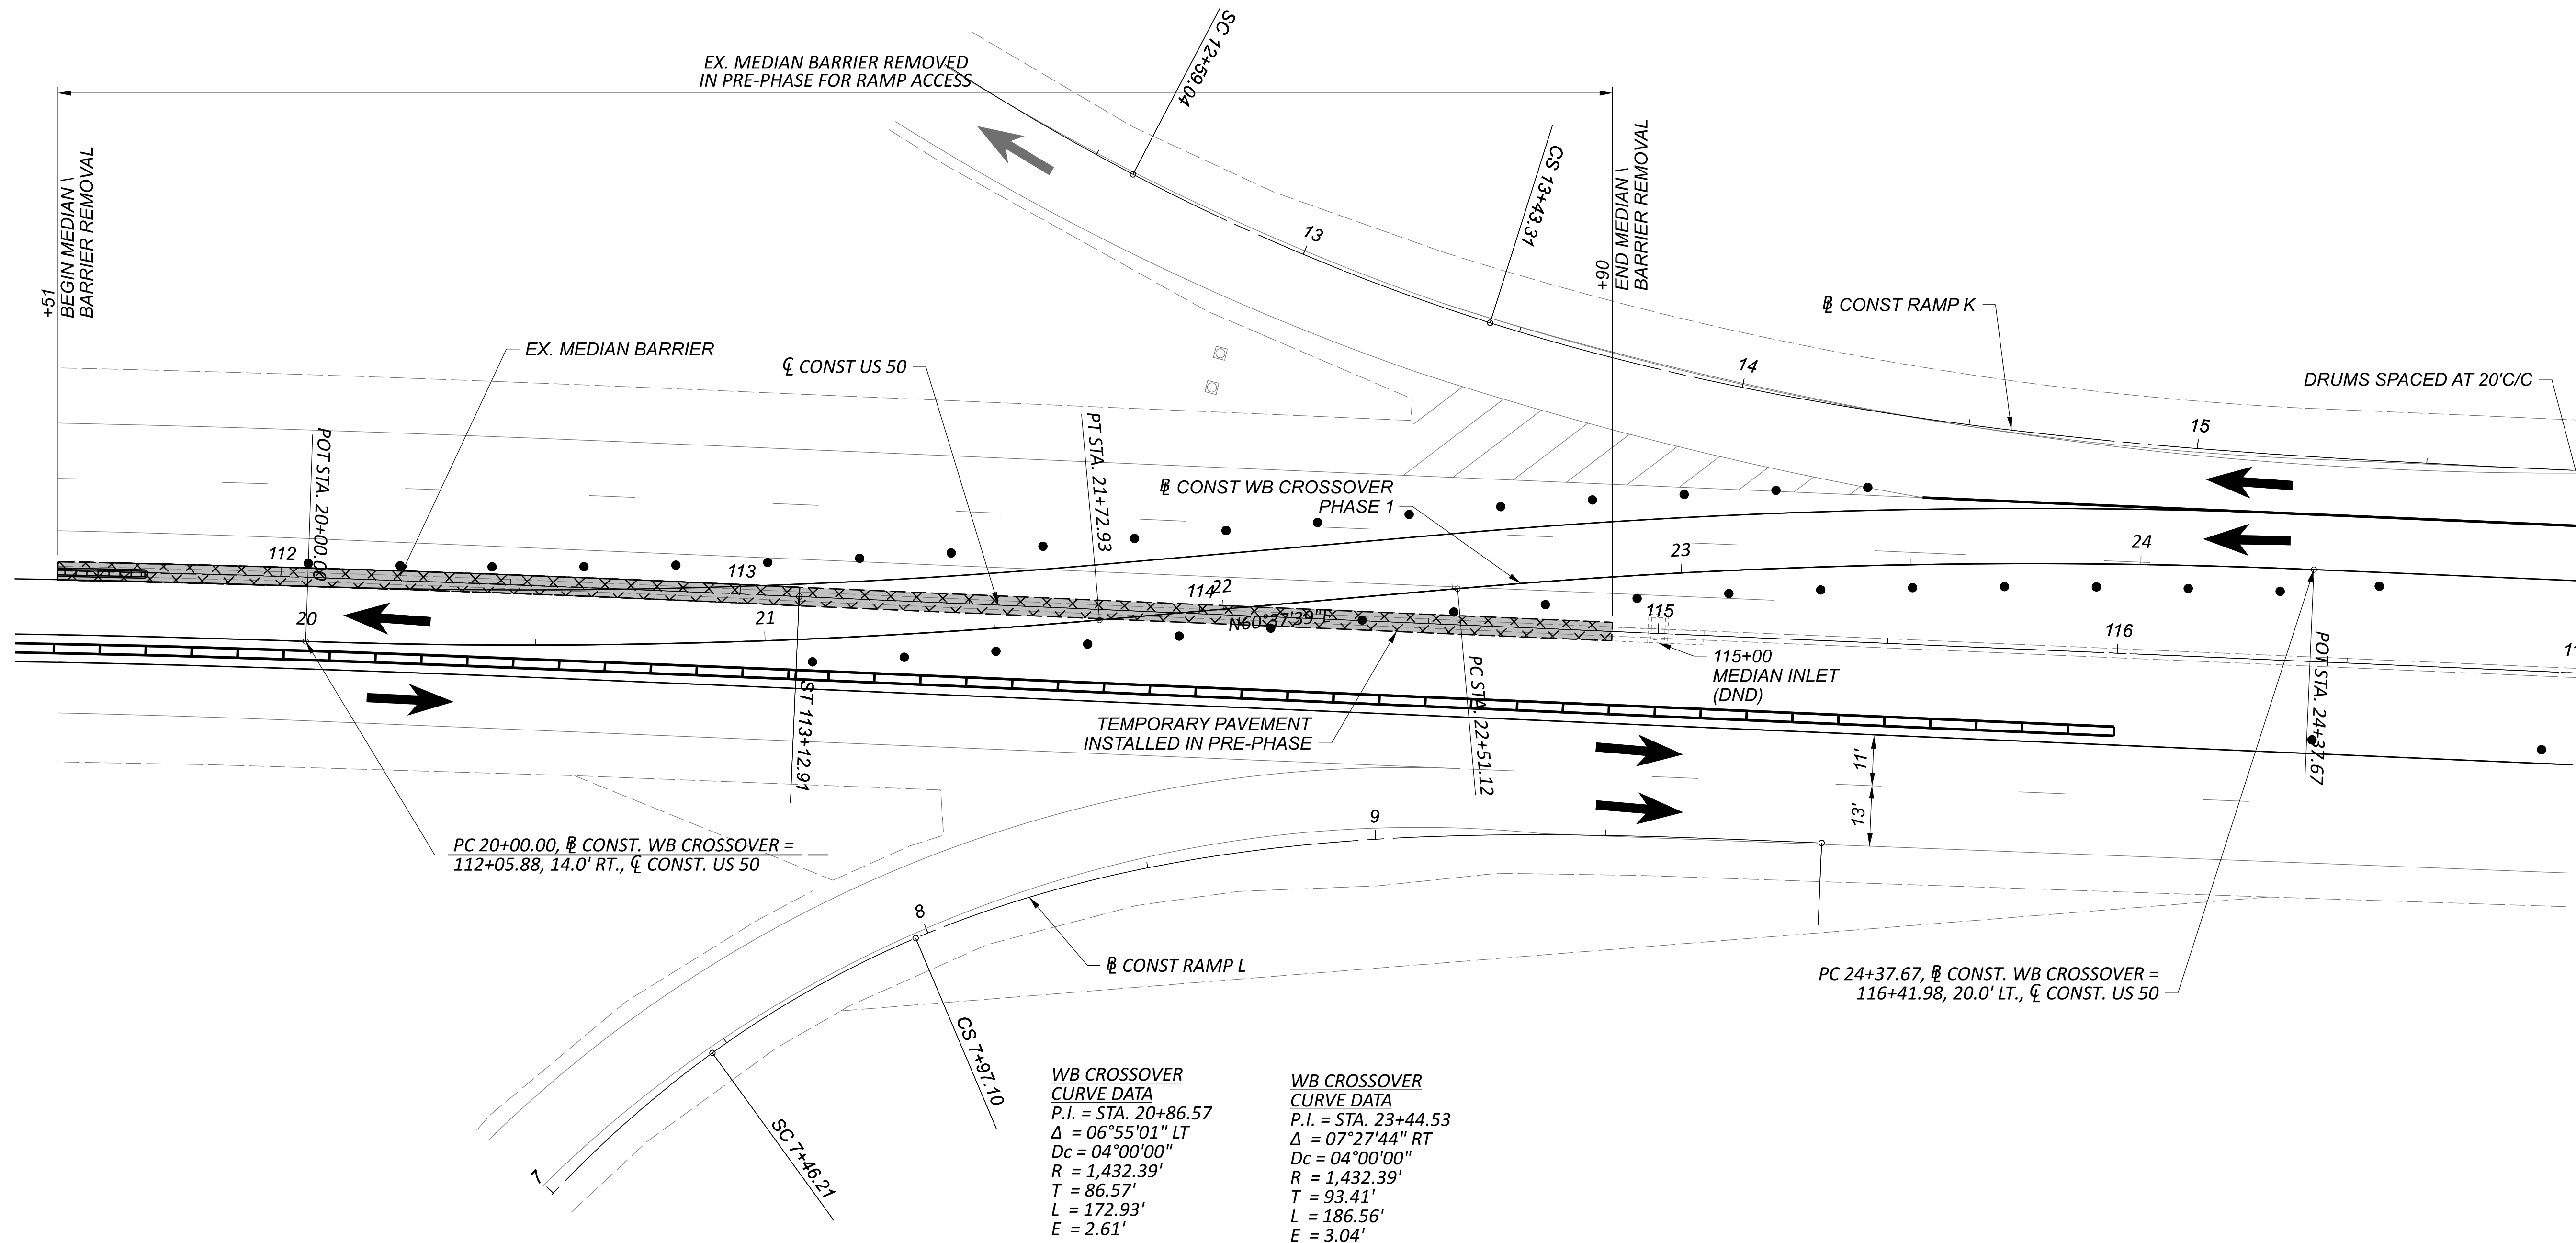 EX. MEDIAN BARRIER REMOVED
IN PRE-PHASE FOR RAMP ACCESS
SC 12+59.04
CS 13+43.31
+51
BEGIN MEDIAN \
BARRIER REMOVAL
+90
END MEDIAN \
BARRIER REMOVAL
13
14
15
℄ CONST RAMP K
DRUMS SPACED AT 20'C/C
EX. MEDIAN BARRIER
℄ CONST US 50
POT STA. 20+00.00
PT STA. 21+72.93
BL CONST WB CROSSOVER
PHASE 1
112
113
114
115
116
11
20
21
22
23
24
N60°37'39"E
ST 113+12.91
PC STA. 22+51.12
POT STA. 24+37.67
115+00
MEDIAN INLET
(DND)
TEMPORARY PAVEMENT
INSTALLED IN PRE-PHASE
11'
13'
PC 20+00.00, BL CONST. WB CROSSOVER =
112+05.88, 14.0' RT., ℄ CONST. US 50
9
8
7
BL CONST RAMP L
CS 7+97.10
SC 7+46.21
PC 24+37.67, BL CONST. WB CROSSOVER =
116+41.98, 20.0' LT., ℄ CONST. US 50
WB CROSSOVER
CURVE DATA
P.I. = STA. 20+86.57
Δ = 06°55'01" LT
Dc = 04°00'00"
R = 1,432.39'
T = 86.57'
L = 172.93'
E = 2.61'
WB CROSSOVER
CURVE DATA
P.I. = STA. 23+44.53
Δ = 07°27'44" RT
Dc = 04°00'00"
R = 1,432.39'
T = 93.41'
L = 186.56'
E = 3.04'